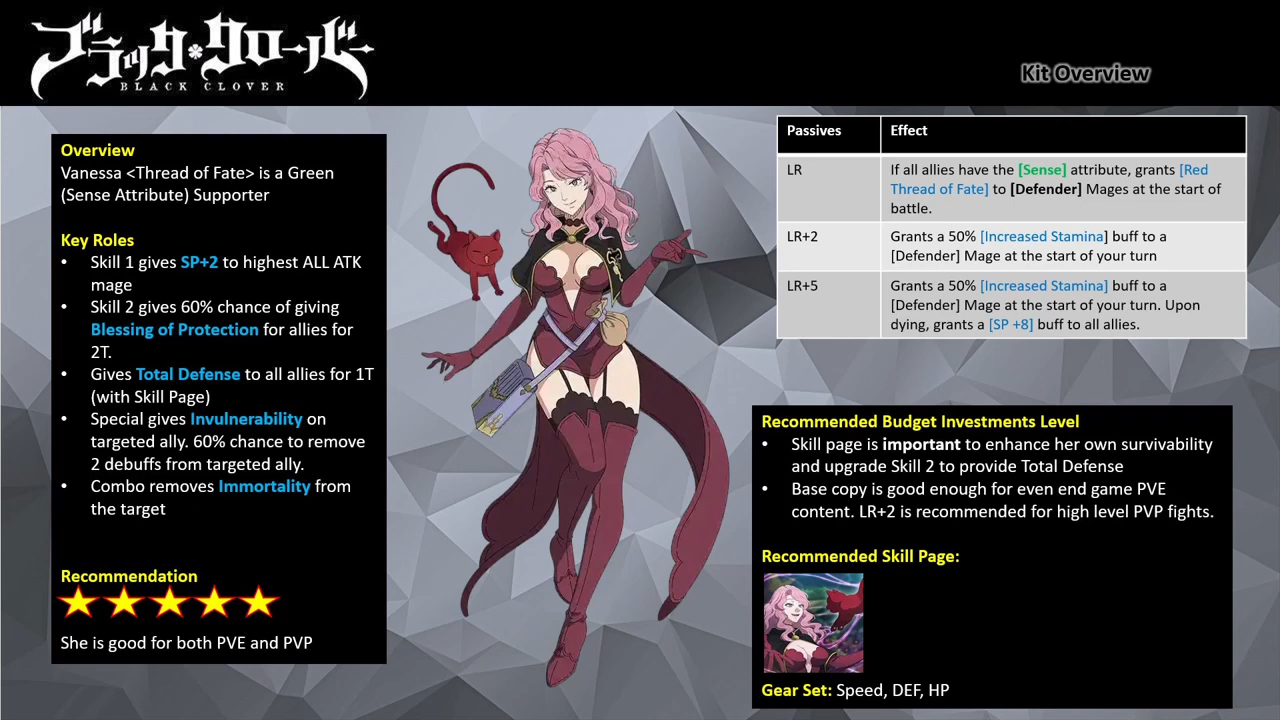 ブラッククローバー
BLACK CLOVER
Kit Overview
Overview
Vanessa <Thread of Fate> is a Green
(Sense Attribute) Supporter
Key Roles
• Skill 1 gives SP+2 to highest ALL ATK
mage
• Skill 2 gives 60% chance of giving
Blessing of Protection for allies for
2T.
• Gives Total Defense to all allies for 1T
(with Skill Page)
• Special gives Invulnerability on
targeted ally. 60% chance to remove
2 debuffs from targeted ally.
• Combo removes Immortality from
the target
Recommendation
She is good for both PVE and PVP
Passives Effect
LR If all allies have the [Sense] attribute, grants [Red
Thread of Fate] to [Defender] Mages at the start of
battle.
LR+2 Grants a 50% [Increased Stamina] buff to a
[Defender] Mage at the start of your turn
LR+5 Grants a 50% [Increased Stamina] buff to a
[Defender] Mage at the start of your turn. Upon
dying, grants a [SP +8] buff to all allies.
Recommended Budget Investments Level
• Skill page is important to enhance her own survivability
and upgrade Skill 2 to provide Total Defense
• Base copy is good enough for even end game PVE
content. LR+2 is recommended for high level PVP fights.
Recommended Skill Page:
Gear Set: Speed, DEF, HP